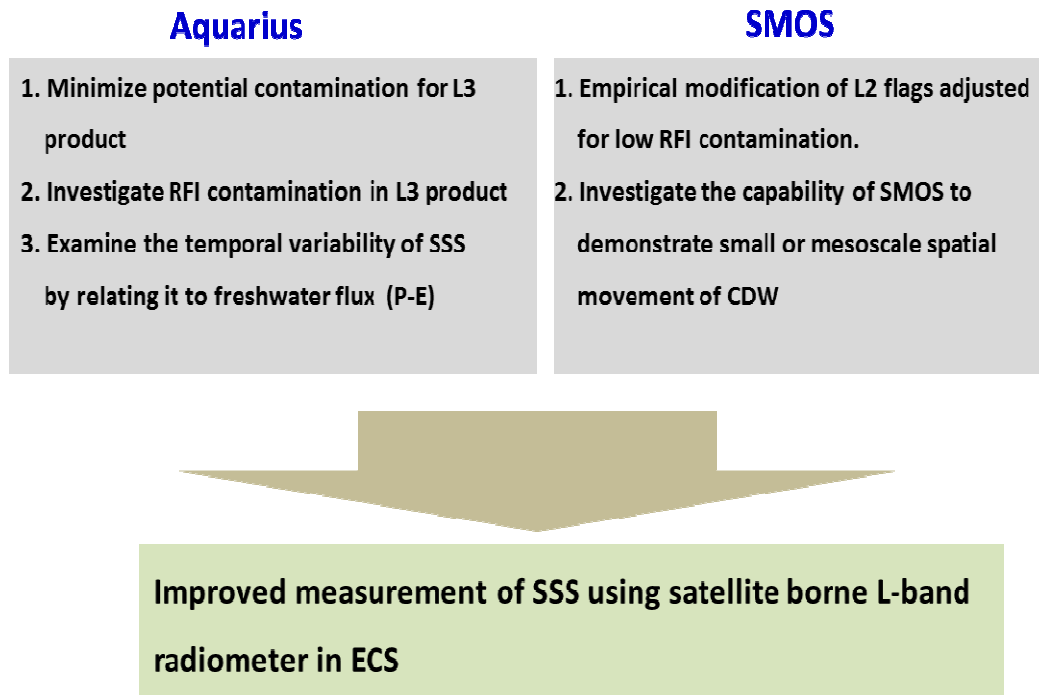 Aquarius
1. Minimize potential contamination for L3
product
2. Investigate RFI contamination in L3 product
3. Examine the temporal variability of SSS
by relating it to freshwater flux (P-E)
SMOS
1. Empirical modification of L2 flags adjusted
for low RFI contamination.
2. Investigate the capability of SMOS to
demonstrate small or mesoscale spatial
movement of CDW
Improved measurement of SSS using satellite borne L-band
radiometer in ECS